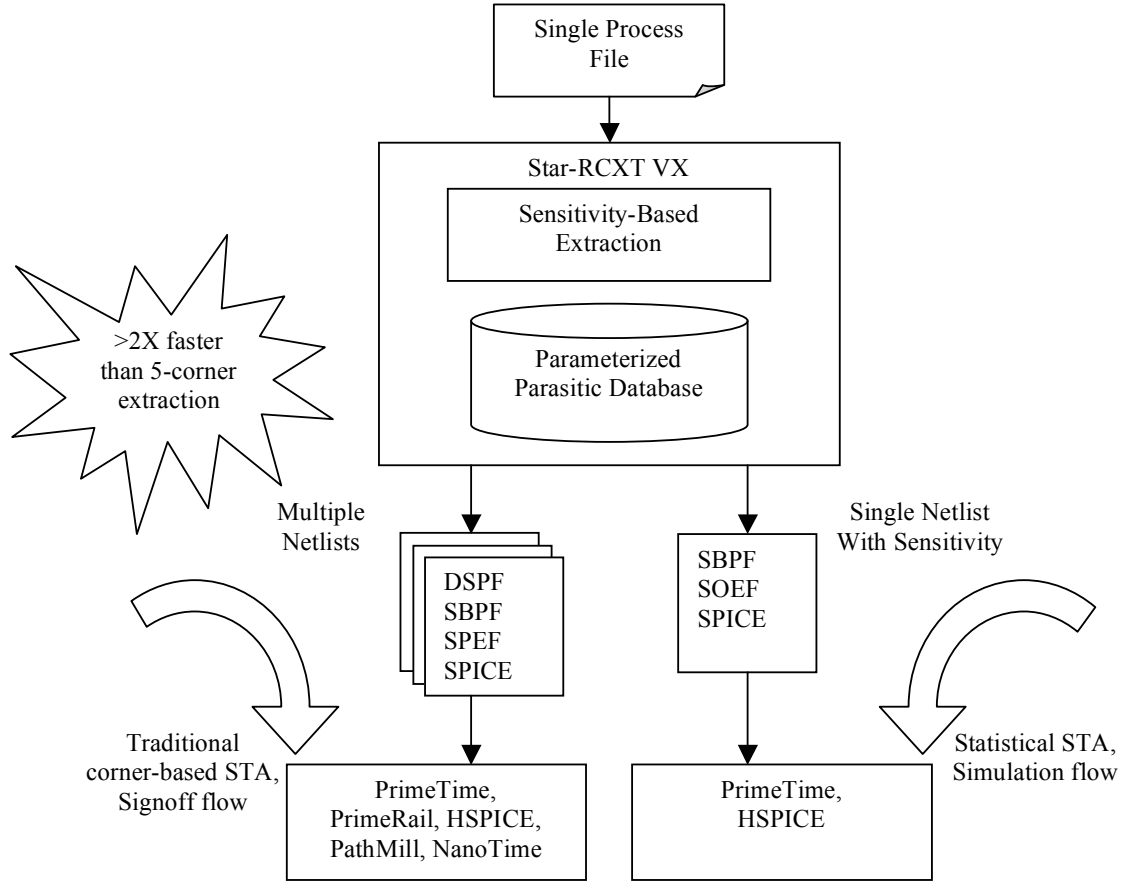 Single Process
File
Star-RCXT VX
Sensitivity-Based
Extraction
>2X faster
than 5-corner
extraction
Parameterized
Parasitic Database
Multiple
Netlists
Single Netlist
With Sensitivity
DSPF
SBPF
SPEF
SPICE
SBPF
SOEF
SPICE
Traditional
corner-based STA,
Signoff flow
Statistical STA,
Simulation flow
PrimeTime,
PrimeRail, HSPICE,
PathMill, NanoTime
PrimeTime,
HSPICE